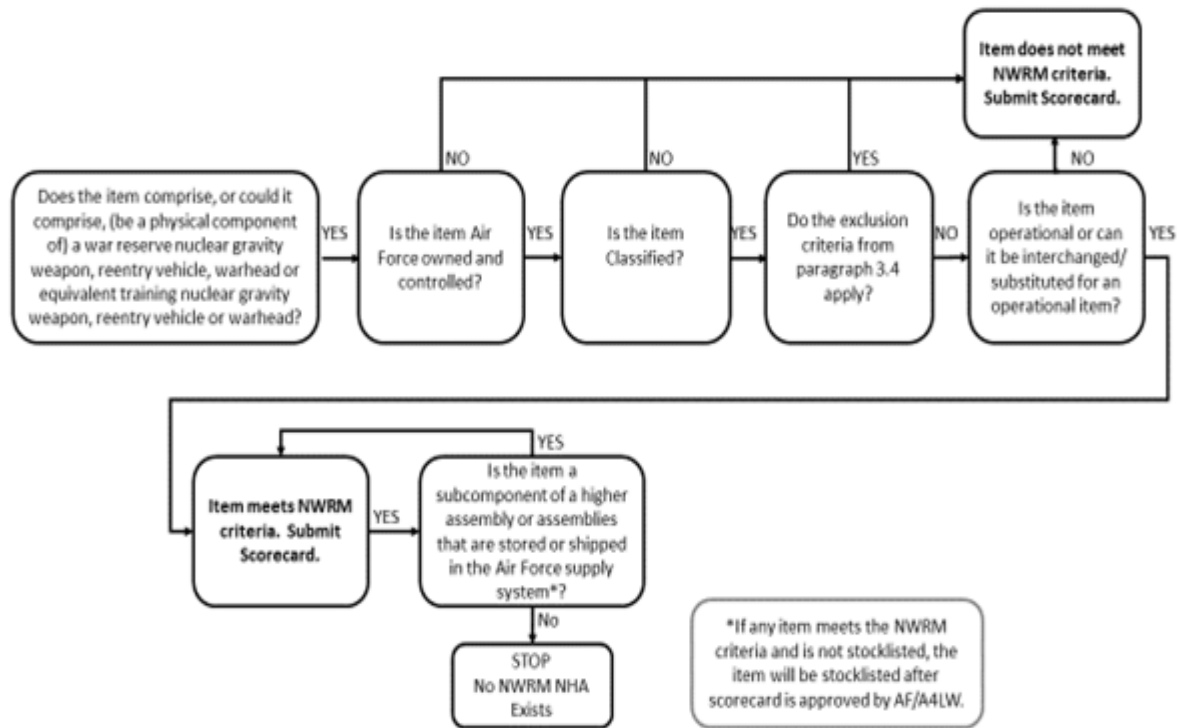 Item does not meet
NWRM criteria.
Submit Scorecard.
NO
NO
YES
NO
Does the item comprise, or could it
comprise, (be a physical component
of) a war reserve nuclear gravity
weapon, reentry vehicle, warhead or
equivalent training nuclear gravity
weapon, reentry vehicle or warhead?
YES
Is the item Air
Force owned and
controlled?
YES
Is the item
Classified?
YES
Do the exclusion
criteria from
paragraph 3.4
apply?
NO
Is the item
operational or can
it be interchanged/
substituted for an
operational item?
YES
YES
Item meets NWRM
criteria. Submit
Scorecard.
YES
Is the item a
subcomponent of a higher
assembly or assemblies
that are stored or shipped
in the Air Force supply
system*?
No
STOP
No NWRM NHA
Exists
*If any item meets the NWRM
criteria and is not stocklisted, the
item will be stocklisted after
scorecard is approved by AF/A4LW.